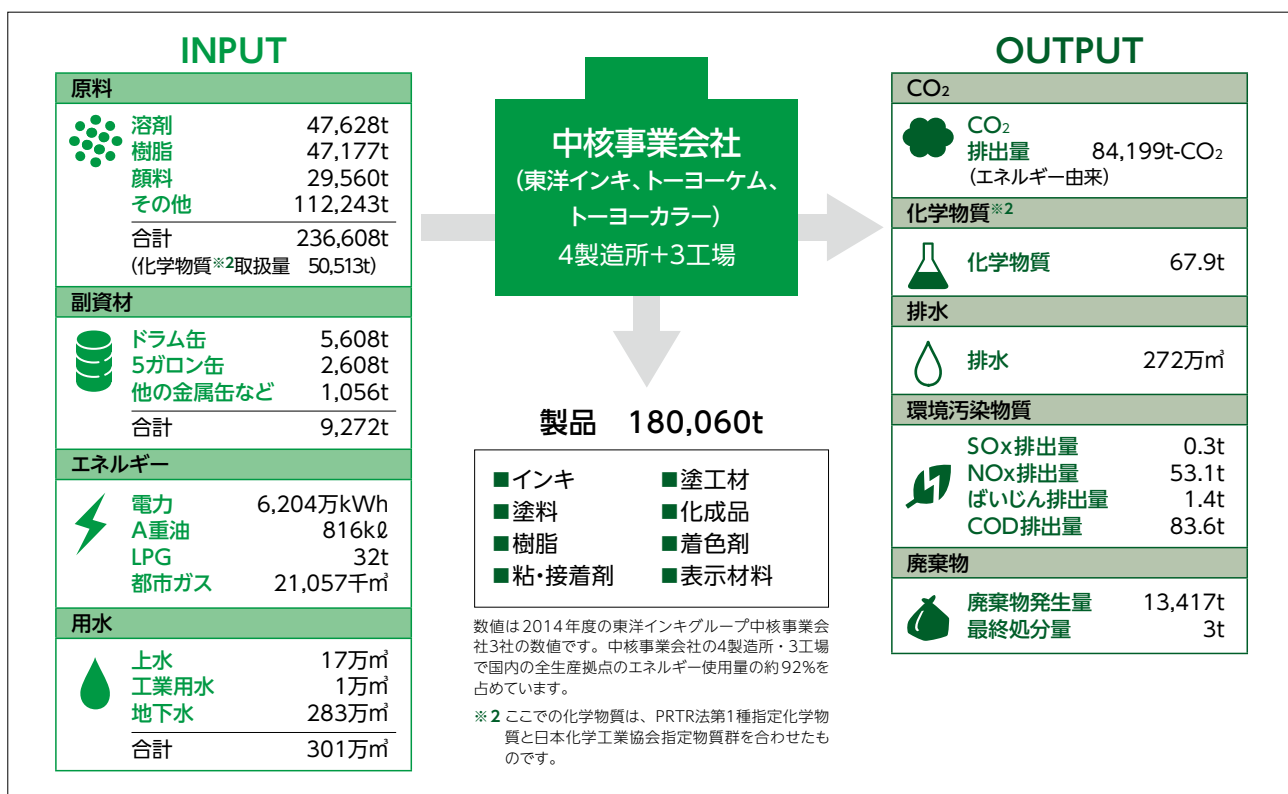 INPUT
原料
溶剤 47,628t
樹脂 47,177t
顔料 29,560t
その他 112,243t
合計 236,608t
(化学物質※2取扱量 50,513t)
副資材
ドラム缶 5,608t
5ガロン缶 2,608t
他の金属缶など 1,056t
合計 9,272t
エネルギー
電力 6,204万kWh
A重油 816kℓ
LPG 32t
都市ガス 21,057千㎥
用水
上水 17万㎥
工業用水 1万㎥
地下水 283万㎥
合計 301万㎥
中核事業会社
(東洋インキ、トーヨーケム、
トーヨーカラー)
4製造所+3工場
製品 180,060t
■インキ ■塗工材
■塗料 ■化成品
■樹脂 ■着色剤
■粘・接着剤 ■表示材料
数値は2014年度の東洋インキグループ中核事業会
社3社の数値です。中核事業会社の4製造所・3工場
で国内の全生産拠点のエネルギー使用量の約92%を
占めています。
※2 ここでの化学物質は、PRTR法第1種指定化学物
質と日本化学工業協会指定物質群を合わせたも
のです。
OUTPUT
CO₂
CO₂
排出量 84,199t-CO₂
(エネルギー由来)
化学物質※2
化学物質 67.9t
排水
排水 272万㎥
環境汚染物質
SOx排出量 0.3t
NOx排出量 53.1t
ばいじん排出量 1.4t
COD排出量 83.6t
廃棄物
廃棄物発生量 13,417t
最終処分量 3t